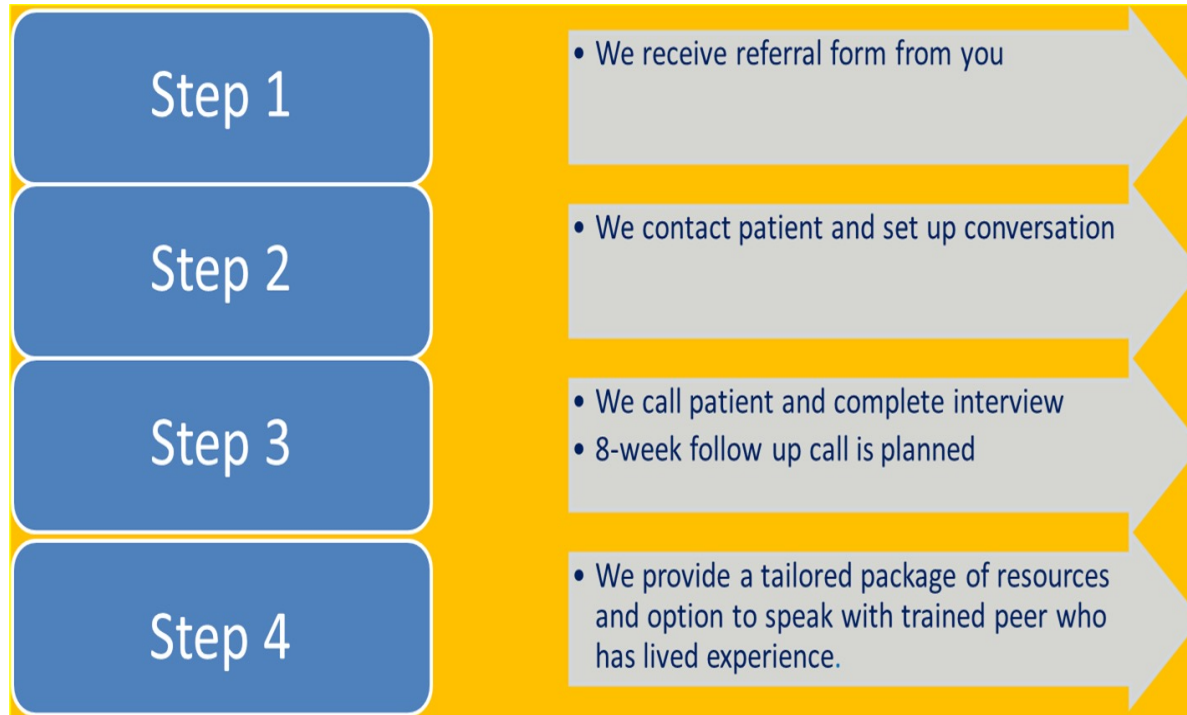 Step 1
• We receive referral form from you
Step 2
• We contact patient and set up conversation
Step 3
• We call patient and complete interview
• 8-week follow up call is planned
Step 4
• We provide a tailored package of resources
and option to speak with trained peer who
has lived experience.